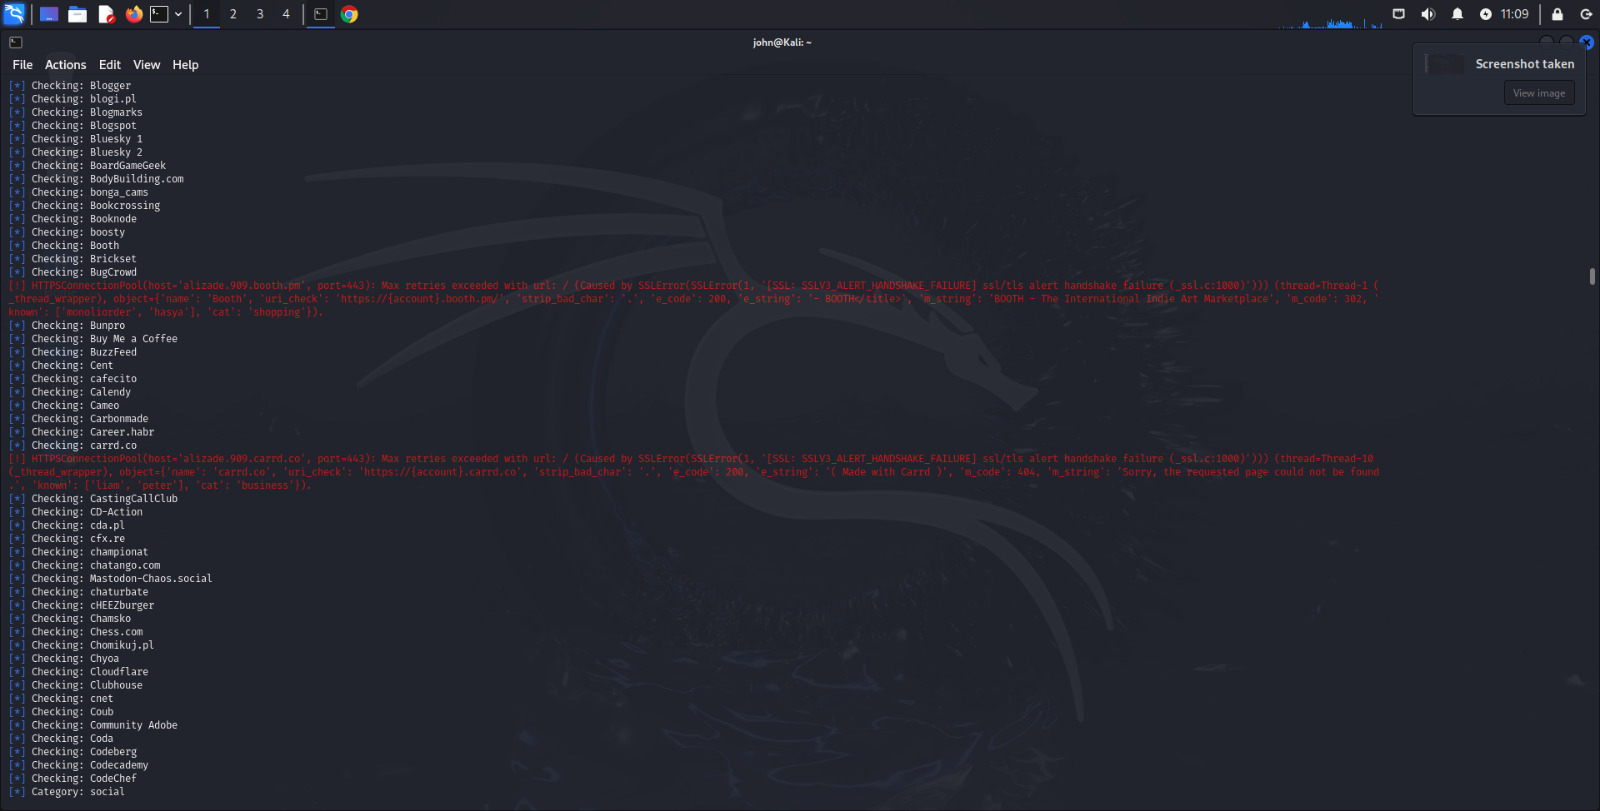 1 2 3 4
11:09
john@Kali: ~
File Actions Edit View Help
Screenshot taken
View image
[*] Checking: Blogger
[*] Checking: blogi.pl
[*] Checking: Blogmarks
[*] Checking: Blogspot
[*] Checking: Bluesky 1
[*] Checking: Bluesky 2
[*] Checking: BoardGameGeek
[*] Checking: BodyBuilding.com
[*] Checking: bonga_cams
[*] Checking: Bookcrossing
[*] Checking: Booknode
[*] Checking: boosty
[*] Checking: Booth
[*] Checking: Brickset
[*] Checking: BugCrowd
[!] HTTPSConnectionPool(host='alizade.909.booth.pm', port=443): Max retries exceeded with url: / (Caused by SSLError(SSLError(1, '[SSL: SSLV3_ALERT_HANDSHAKE_FAILURE] ssl/tls alert handshake failure (_ssl.c:1000)'))) (thread=Thread-1 (
_thread_wrapper), object={'name': 'Booth', 'uri_check': 'https://{account}.booth.pm/', 'strip_bad_char': '.', 'e_code': 200, 'e_string': '- BOOTH</title>', 'm_string': 'BOOTH - The International Indie Art Marketplace', 'm_code': 302, '
known': ['monoliorder', 'hasya'], 'cat': 'shopping'}).
[*] Checking: Bunpro
[*] Checking: Buy Me a Coffee
[*] Checking: BuzzFeed
[*] Checking: Cent
[*] Checking: cafecito
[*] Checking: Calendy
[*] Checking: Cameo
[*] Checking: Carbonmade
[*] Checking: Career.habr
[*] Checking: carrd.co
[!] HTTPSConnectionPool(host='alizade.909.carrd.co', port=443): Max retries exceeded with url: / (Caused by SSLError(SSLError(1, '[SSL: SSLV3_ALERT_HANDSHAKE_FAILURE] ssl/tls alert handshake failure (_ssl.c:1000)'))) (thread=Thread-10
(_thread_wrapper), object={'name': 'carrd.co', 'uri_check': 'https://{account}.carrd.co', 'strip_bad_char': '.', 'e_code': 200, 'e_string': '( Made with Carrd )', 'm_code': 404, 'm_string': 'Sorry, the requested page could not be found
.', 'known': ['liam', 'peter'], 'cat': 'business'}).
[*] Checking: CastingCallClub
[*] Checking: CD-Action
[*] Checking: cda.pl
[*] Checking: cfx.re
[*] Checking: championat
[*] Checking: chatango.com
[*] Checking: Mastodon-Chaos.social
[*] Checking: chaturbate
[*] Checking: cHEEZburger
[*] Checking: Chamsko
[*] Checking: Chess.com
[*] Checking: Chomikuj.pl
[*] Checking: Chyoa
[*] Checking: Cloudflare
[*] Checking: Clubhouse
[*] Checking: cnet
[*] Checking: Coub
[*] Checking: Community Adobe
[*] Checking: Coda
[*] Checking: Codeberg
[*] Checking: Codecademy
[*] Checking: CodeChef
[*] Category: social